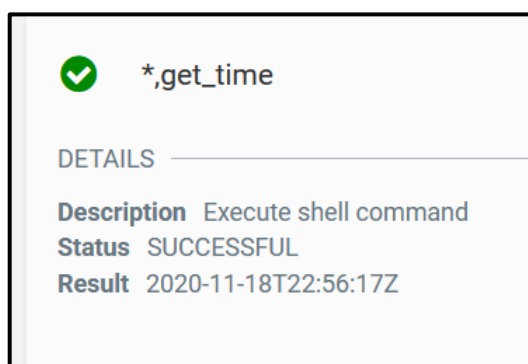 *,get_time
DETAILS
Description Execute shell command
Status SUCCESSFUL
Result 2020-11-18T22:56:17Z